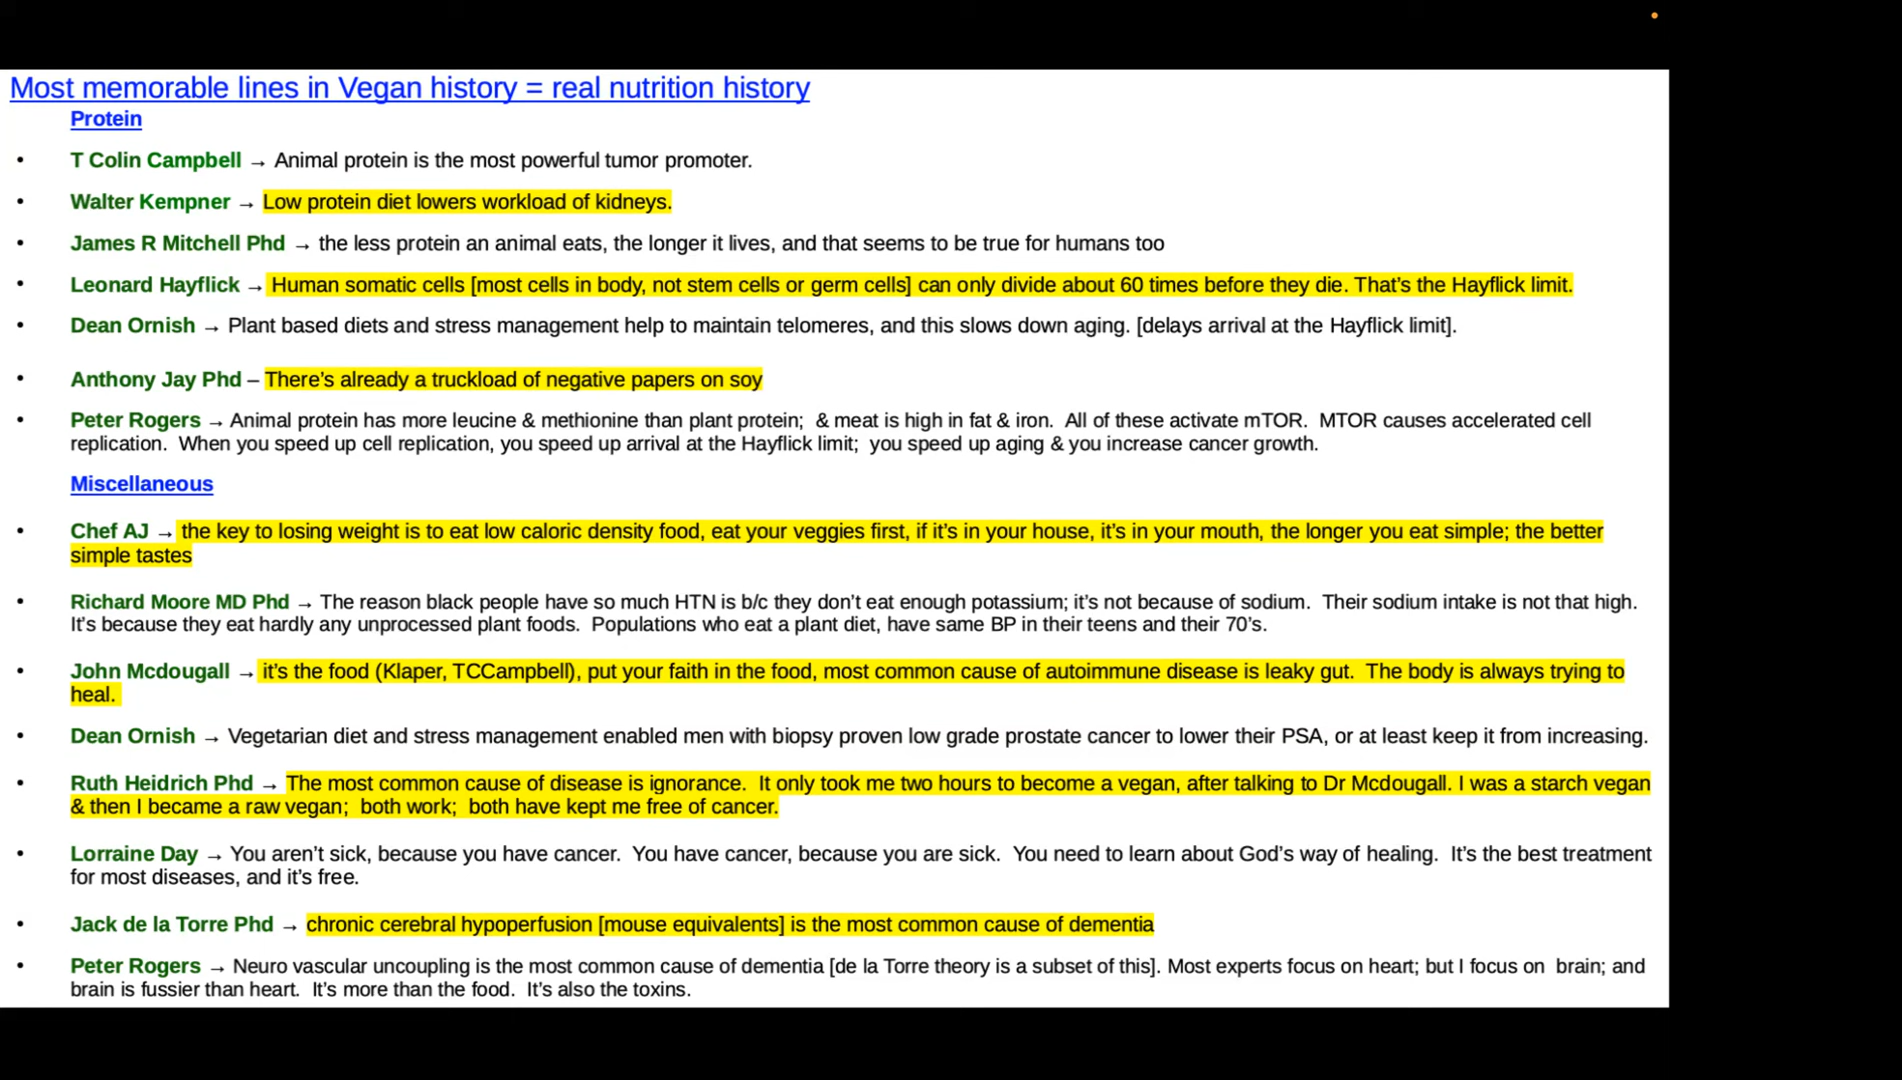 Most memorable lines in Vegan history = real nutrition history
Protein
• T Colin Campbell → Animal protein is the most powerful tumor promoter.
• Walter Kempner → Low protein diet lowers workload of kidneys.
• James R Mitchell Phd → the less protein an animal eats, the longer it lives, and that seems to be true for humans too
• Leonard Hayflick → Human somatic cells [most cells in body, not stem cells or germ cells] can only divide about 60 times before they die. That’s the Hayflick limit.
• Dean Ornish → Plant based diets and stress management help to maintain telomeres, and this slows down aging. [delays arrival at the Hayflick limit].
• Anthony Jay Phd – There’s already a truckload of negative papers on soy
• Peter Rogers → Animal protein has more leucine & methionine than plant protein; & meat is high in fat & iron. All of these activate mTOR. MTOR causes accelerated cell
replication. When you speed up cell replication, you speed up arrival at the Hayflick limit; you speed up aging & you increase cancer growth.
Miscellaneous
• Chef AJ → the key to losing weight is to eat low caloric density food, eat your veggies first, if it’s in your house, it’s in your mouth, the longer you eat simple; the better
simple tastes
• Richard Moore MD Phd → The reason black people have so much HTN is b/c they don’t eat enough potassium; it’s not because of sodium. Their sodium intake is not that high.
It’s because they eat hardly any unprocessed plant foods. Populations who eat a plant diet, have same BP in their teens and their 70’s.
• John Mcdougall → it’s the food (Klaper, TCCampbell), put your faith in the food, most common cause of autoimmune disease is leaky gut. The body is always trying to
heal.
• Dean Ornish → Vegetarian diet and stress management enabled men with biopsy proven low grade prostate cancer to lower their PSA, or at least keep it from increasing.
• Ruth Heidrich Phd → The most common cause of disease is ignorance. It only took me two hours to become a vegan, after talking to Dr Mcdougall. I was a starch vegan
& then I became a raw vegan; both work; both have kept me free of cancer.
• Lorraine Day → You aren’t sick, because you have cancer. You have cancer, because you are sick. You need to learn about God’s way of healing. It’s the best treatment
for most diseases, and it’s free.
• Jack de la Torre Phd → chronic cerebral hypoperfusion [mouse equivalents] is the most common cause of dementia
• Peter Rogers → Neuro vascular uncoupling is the most common cause of dementia [de la Torre theory is a subset of this]. Most experts focus on heart; but I focus on brain; and
brain is fussier than heart. It’s more than the food. It’s also the toxins.